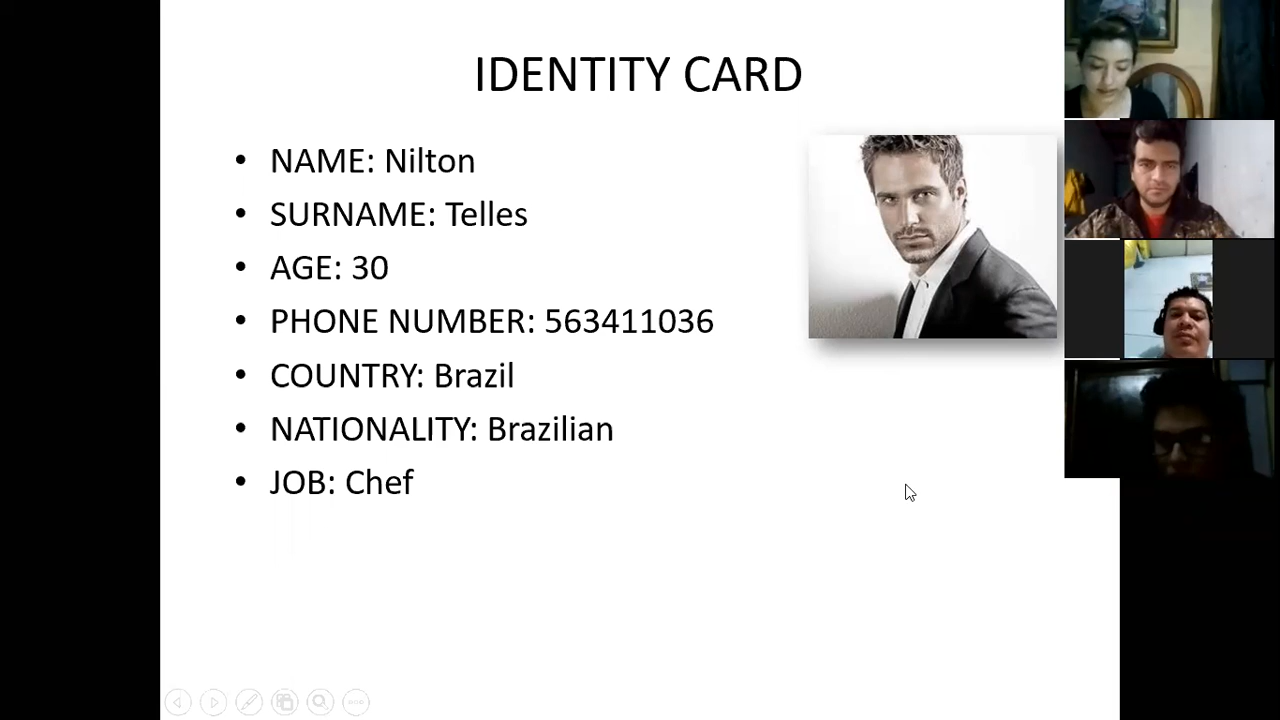 IDENTITY CARD
• NAME: Nilton
• SURNAME: Telles
• AGE: 30
• PHONE NUMBER: 563411036
• COUNTRY: Brazil
• NATIONALITY: Brazilian
• JOB: Chef